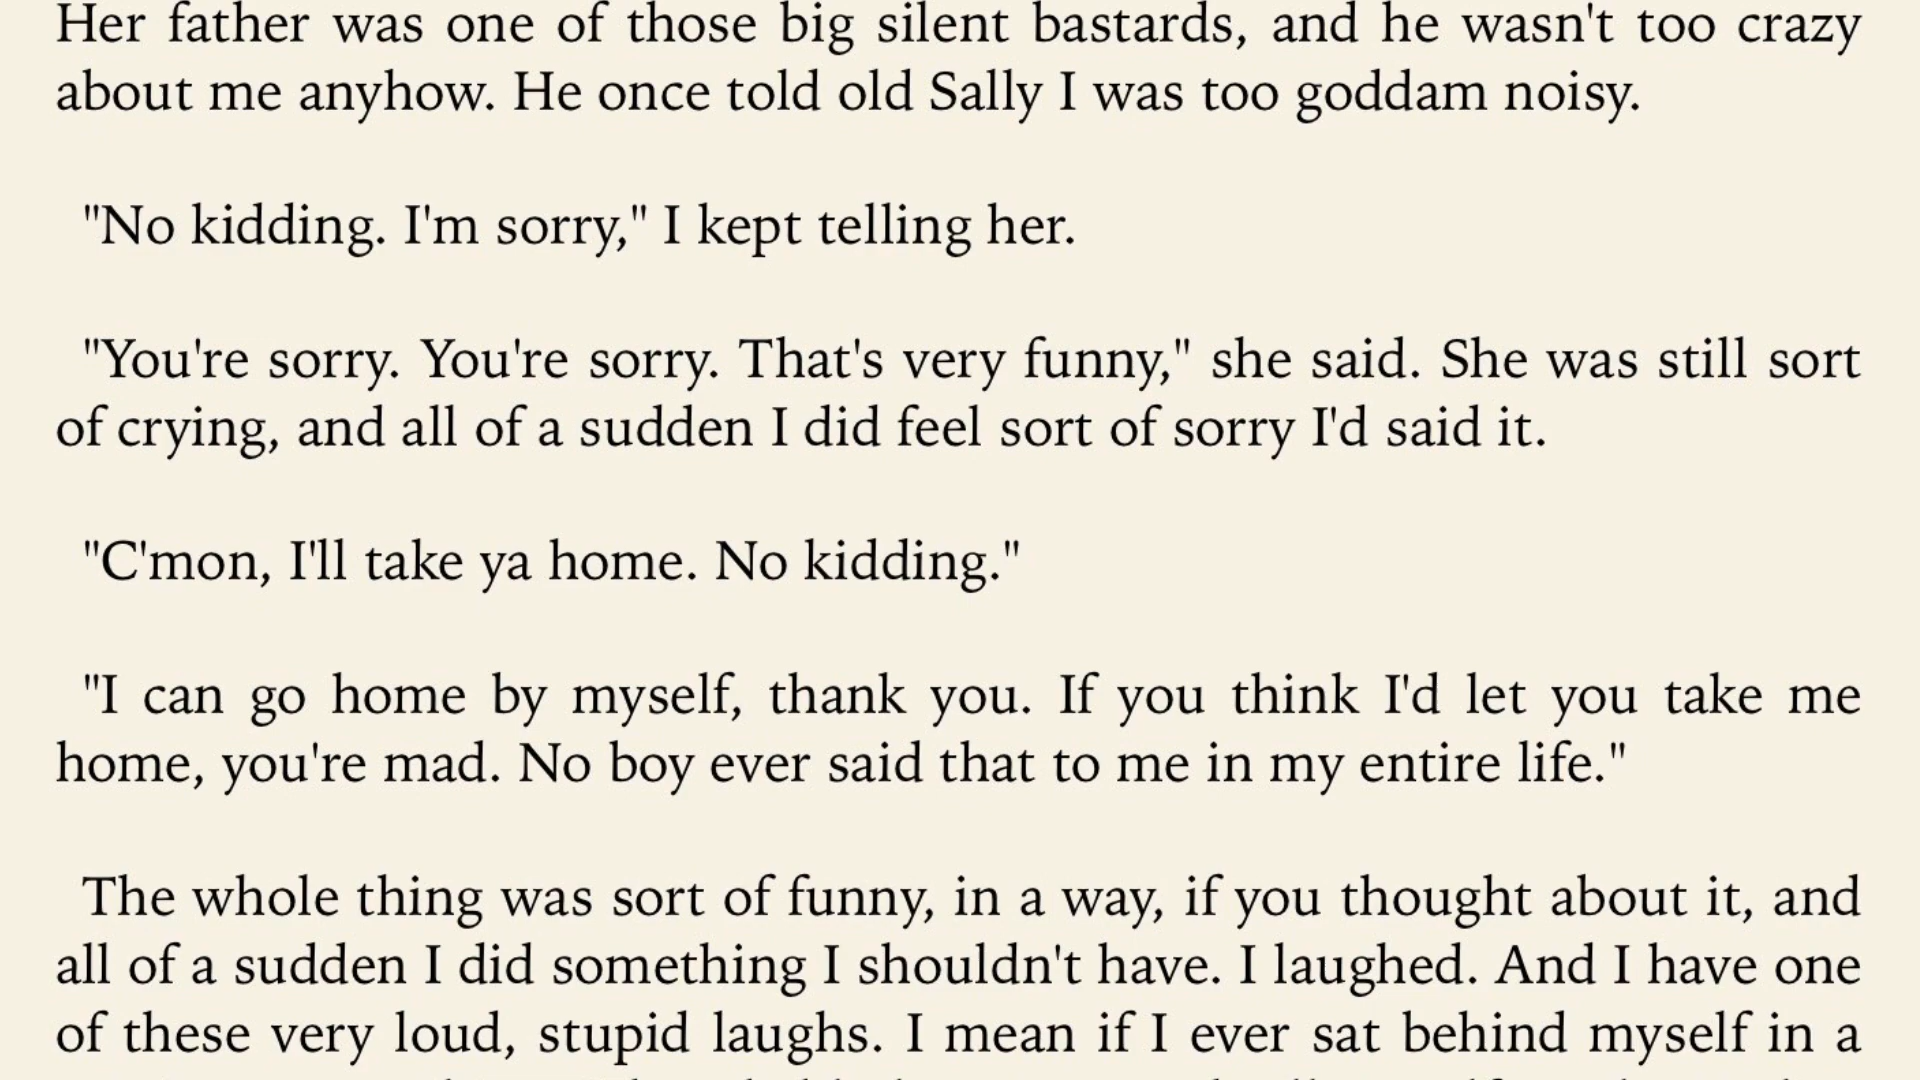 Her father was one of those big silent bastards, and he wasn't too crazy
about me anyhow. He once told old Sally I was too goddam noisy.
"No kidding. I'm sorry," I kept telling her.
"You're sorry. You're sorry. That's very funny," she said. She was still sort
of crying, and all of a sudden I did feel sort of sorry I'd said it.
"C'mon, I'll take ya home. No kidding."
"I can go home by myself, thank you. If you think I'd let you take me
home, you're mad. No boy ever said that to me in my entire life."
The whole thing was sort of funny, in a way, if you thought about it, and
all of a sudden I did something I shouldn't have. I laughed. And I have one
of these very loud, stupid laughs. I mean if I ever sat behind myself in a